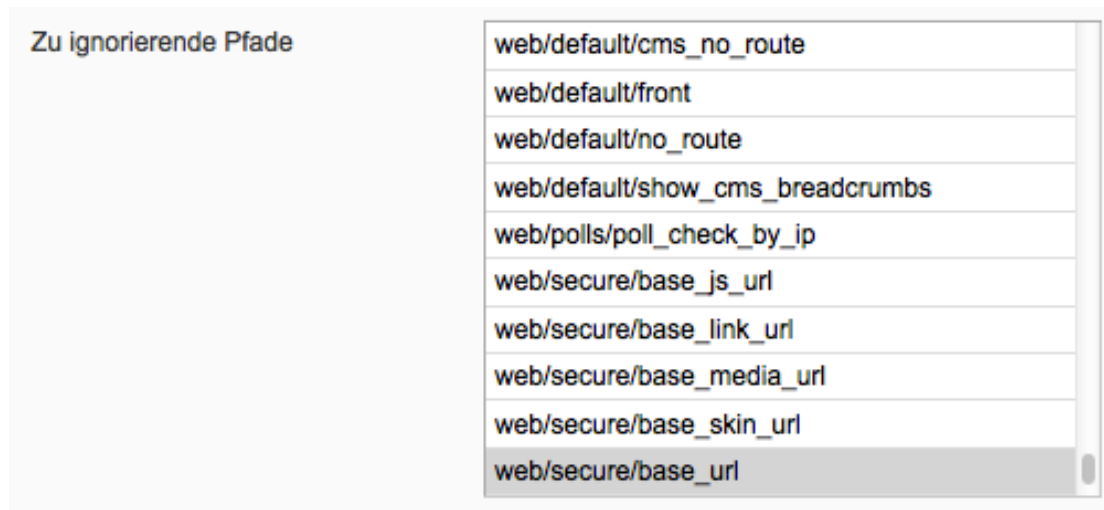 Zu ignorierende Pfade
web/default/cms_no_route
web/default/front
web/default/no_route
web/default/show_cms_breadcrumbs
web/polls/poll_check_by_ip
web/secure/base_js_url
web/secure/base_link_url
web/secure/base_media_url
web/secure/base_skin_url
web/secure/base_url